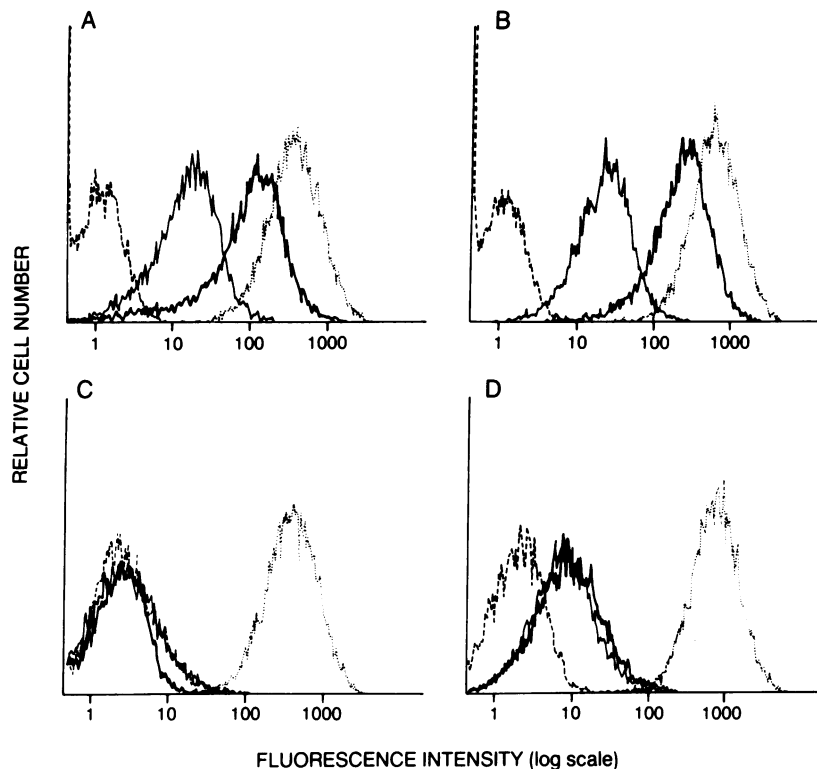 A
B
1 10 100 1000
1 10 100 1000
RELATIVE CELL NUMBER
C
D
1 10 100 1000
1 10 100 1000
FLUORESCENCE INTENSITY (log scale)